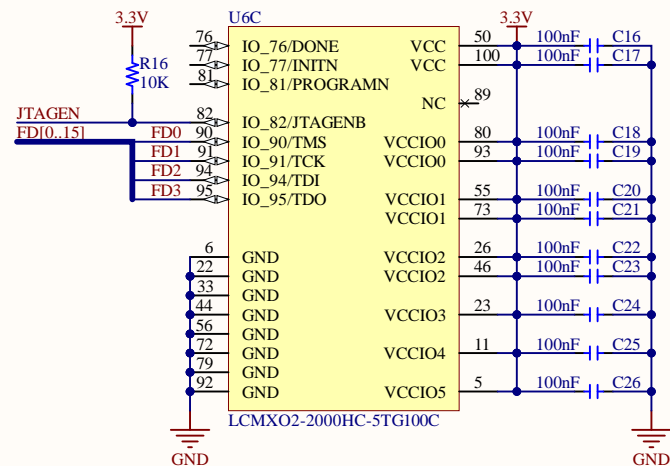 3.3V
U6C
3.3V
R16
10K
76
IO_76/DONE
77
IO_77/INITN
81
IO_81/PROGRAMN
JTAGEN
82
IO_82/JTAGENB
FD[0..15]
FD0
90
IO_90/TMS
FD1
91
IO_91/TCK
FD2
94
IO_94/TDI
FD3
95
IO_95/TDO
6
GND
22
GND
33
GND
44
GND
56
GND
72
GND
79
GND
92
GND
VCC
50
100nF
C16
VCC
100
100nF
C17
NC
89
VCCIO0
80
100nF
C18
VCCIO0
93
100nF
C19
VCCIO1
55
100nF
C20
VCCIO1
73
100nF
C21
VCCIO2
26
100nF
C22
VCCIO2
46
100nF
C23
VCCIO3
23
100nF
C24
VCCIO4
11
100nF
C25
VCCIO5
5
100nF
C26
LCMXO2-2000HC-5TG100C
GND
GND